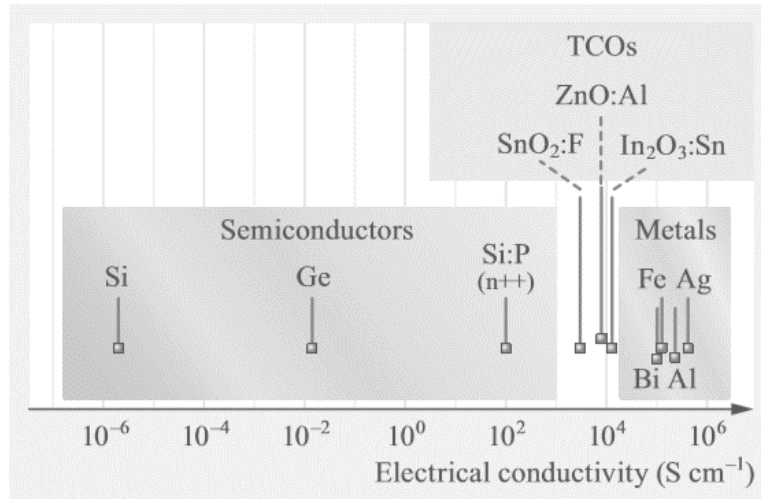 TCOs
ZnO:Al
SnO₂:F In₂O₃:Sn
Semiconductors Metals
Si Ge Si:P Fe Ag
(n++)
Bi Al
10⁻⁶ 10⁻⁴ 10⁻² 10⁰ 10² 10⁴ 10⁶
Electrical conductivity (S cm⁻¹)